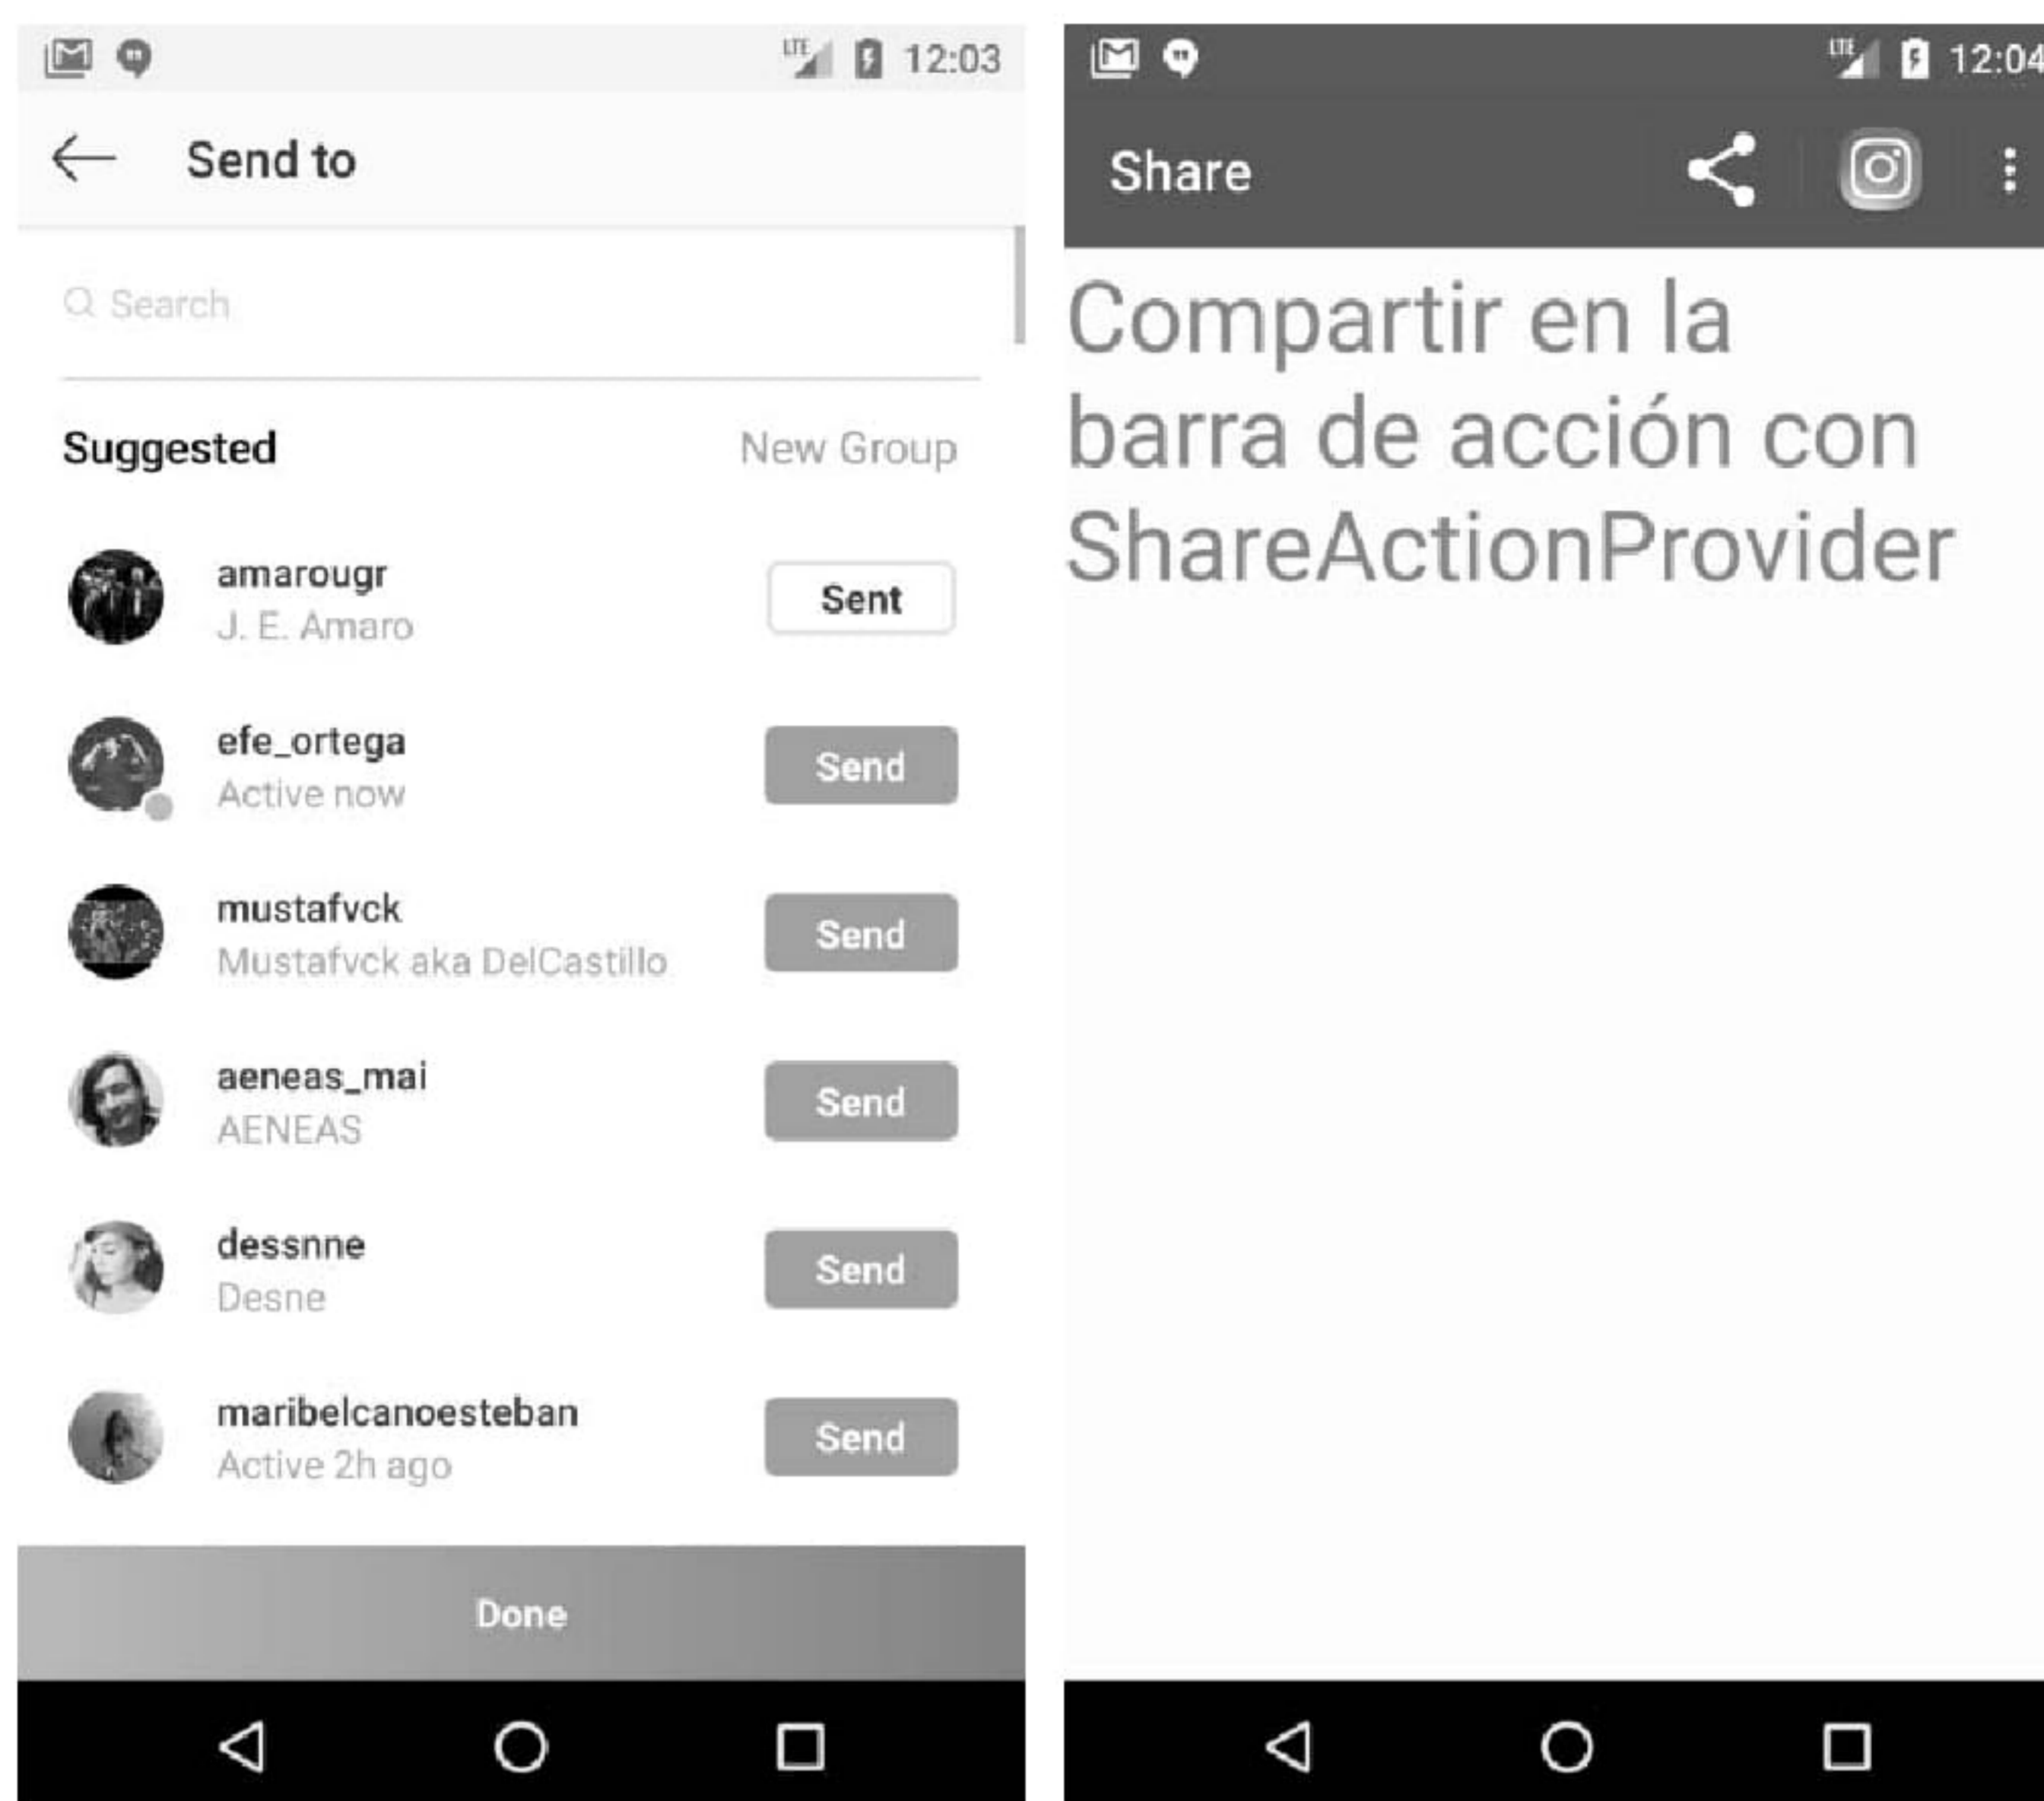 LTE 12:03
Send to
Search
Suggested New Group
amarougr
J. E. Amaro
Sent
efe_ortega
Active now
Send
mustafvck
Mustafvck aka DelCastillo
Send
aeneas_mai
AENEAS
Send
dessnne
Desne
Send
maribelcanoesteban
Active 2h ago
Send
Done
LTE 12:04
Share
Compartir en la
barra de acción con
ShareActionProvider